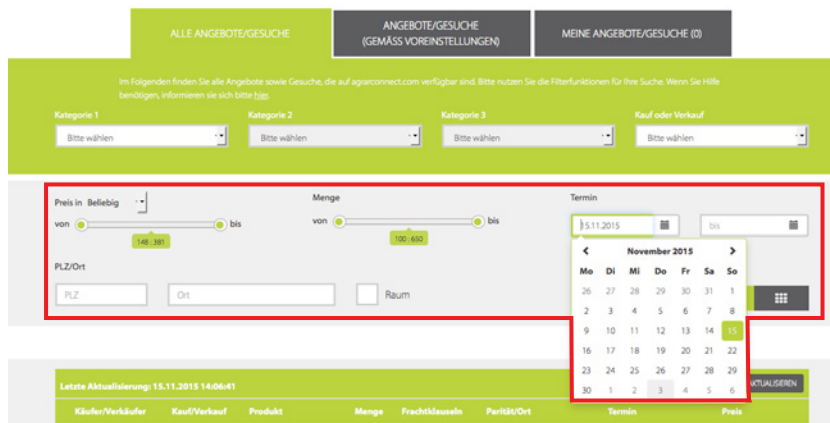 ALLE ANGEBOTE/GESUCHE
ANGEBOTE/GESUCHE
(GEMÄSS VOREINSTELLUNGEN)
MEINE ANGEBOTE/GESUCHE (0)
Im Folgenden finden Sie alle Angebote sowie Gesuche, die auf agrarconnect.com verfügbar sind. Bitte nutzen Sie die Filterfunktionen für Ihre Suche. Wenn Sie Hilfe
benötigen, informieren sie sich bitte hier.
Kategorie 1 Kategorie 2 Kategorie 3 Kauf oder Verkauf
Bitte wählen Bitte wählen Bitte wählen Bitte wählen
Preis in Beliebig Menge Termin
von bis von bis 15.11.2015 bis
148 : 381 100 : 650
PLZ/Ort
PLZ Ort Raum
November 2015
Mo Di Mi Do Fr Sa So
26 27 28 29 30 31 1
2 3 4 5 6 7 8
9 10 11 12 13 14 15
16 17 18 19 20 21 22
23 24 25 26 27 28 29
30 1 2 3 4 5 6
Letzte Aktualisierung: 15.11.2015 14:06:41
AKTUALISIEREN
Käufer/Verkäufer Kauf/Verkauf Produkt Menge Frachtklauseln Parität/Ort Termin Preis